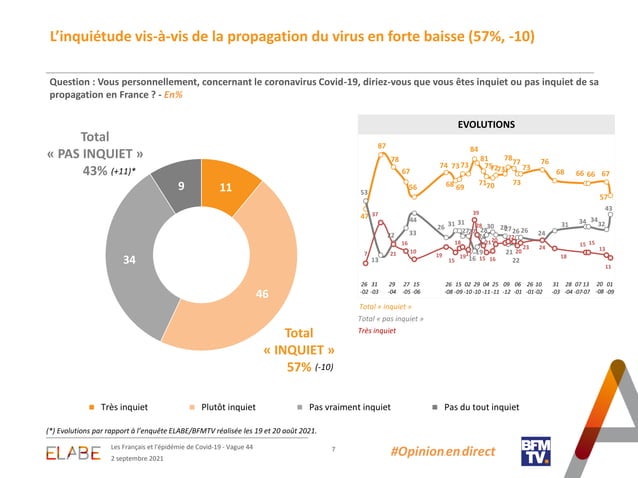 L'inquiétude vis-à-vis de la propagation du virus en forte baisse (57%, -10)
Question : Vous personnellement, concernant le coronavirus Covid-19, diriez-vous que vous êtes inquiet ou pas inquiet de sa
propagation en France ? - En%
Total
« PAS INQUIET »
43% (+11)*
9
11
34
46
Total
« INQUIET »
57% (-10)
EVOLUTIONS
87
78
67
56
74 73 73
68 69
84
81
78
77
73
73
76
68 66 66 67
57
53
47
44
33
26 31 31
39
30
26 26
24
31 34 34 32
43
37
7
13
22
21
16
10
19
15
18
19
16
15 16
21
22
20
23
24
18
15 15 13
11
26 31 29 27 15 26 15 02 29 04 25 09 06 26 10 31 28 07 13 20 01
-02 -03 -04 -05 -06 -08 -09 -10 -10 -11 -11 -12 -01 -01 -02 -03 -04 -07 -07 -08 -09
Total « inquiet »
Total « pas inquiet »
Très inquiet
Très inquiet Plutôt inquiet Pas vraiment inquiet Pas du tout inquiet
(*) Evolutions par rapport à l'enquête ELABE/BFMTV réalisée les 19 et 20 août 2021.
ELABE
Les Français et l'épidémie de Covid-19 - Vague 44
2 septembre 2021
7
#Opinion en direct
BFM
TV.